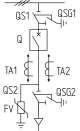 QS1 QSG1
Q
TA1 TA2
QS2 QSG2
FV